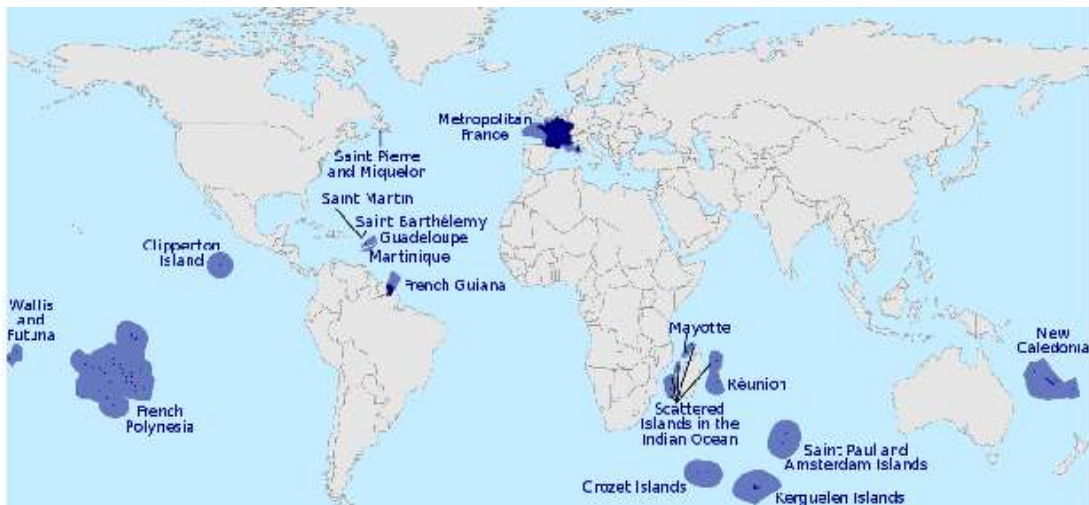 Metropolitan
France
Saint Pierre
and Miquelon
Saint Martin
Saint Barthélemy
Guadeloupe
Martinique
Clipperton
Island
French Guiana
Wallis
and
Futuna
French
Polynesia
Mayotte
Réunion
Scattered
Islands in the
Indian Ocean
New
Caledonia
Saint Paul and
Amsterdam Islands
Crozet Islands
Kerguelen Islands